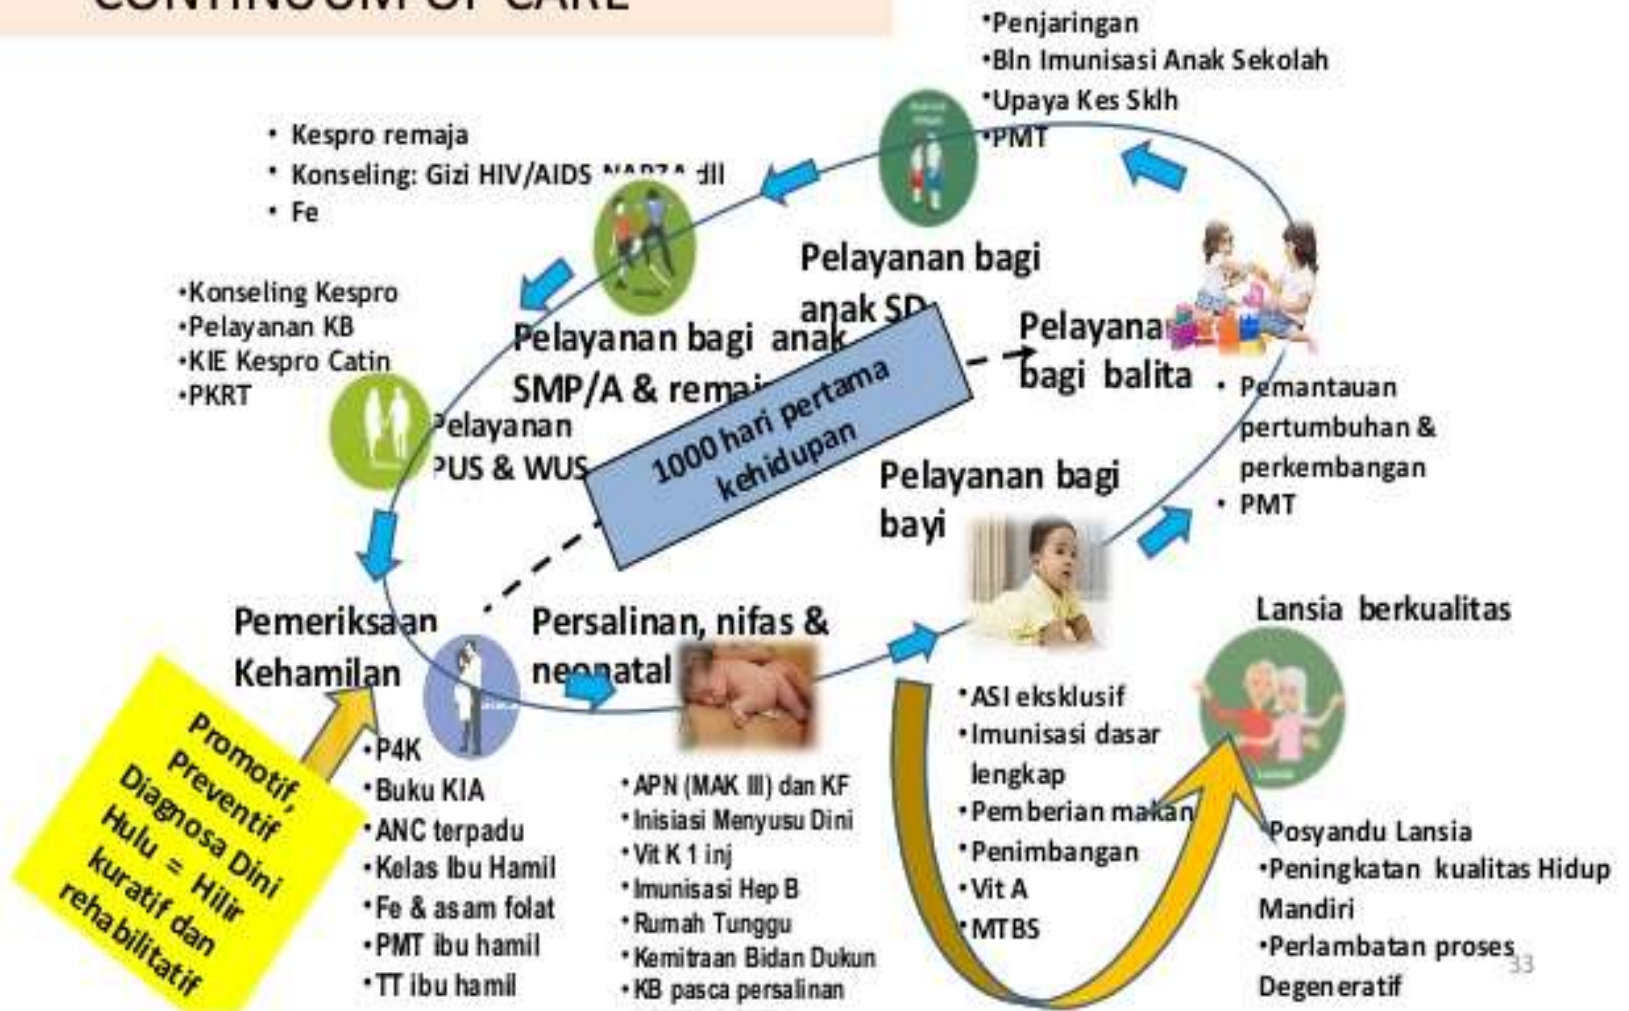 CONTINUUM OF CARE
•Penjaringan
•Bln Imunisasi Anak Sekolah
•Upaya Kes Sklh
•PMT
• Kespro remaja
• Konseling: Gizi HIV/AIDS NAPZA dll
• Fe
•Konseling Kespro
•Pelayanan KB
•KIE Kespro Catin
•PKRT
Pelayanan bagi
anak SD
Pelayanan bagi anak
SMP/A & remaja
Pelayanan
PUS & WUS
Pelayanan
bagi balita
• Pemantauan
pertumbuhan &
perkembangan
• PMT
1000 hari pertama
kehidupan
Pelayanan bagi
bayi
Pemeriksaan
Kehamilan
Persalinan, nifas &
neonatal
Lansia berkualitas
Promotif,
Preventif
Diagnosa Dini
Hulu = Hilir
kuratif dan
rehabilitatif
•P4K
•Buku KIA
•ANC terpadu
•Kelas Ibu Hamil
•Fe & asam folat
•PMT ibu hamil
•TT ibu hamil
• APN (MAK III) dan KF
• Inisiasi Menyusu Dini
• Vit K 1 inj
• Imunisasi Hep B
• Rumah Tunggu
• Kemitraan Bidan Dukun
• KB pasca persalinan
•ASI eksklusif
•Imunisasi dasar
lengkap
•Pemberian makan
•Penimbangan
•Vit A
•MTBS
•Posyandu Lansia
•Peningkatan kualitas Hidup
Mandiri
•Perlambatan proses
Degeneratif
33